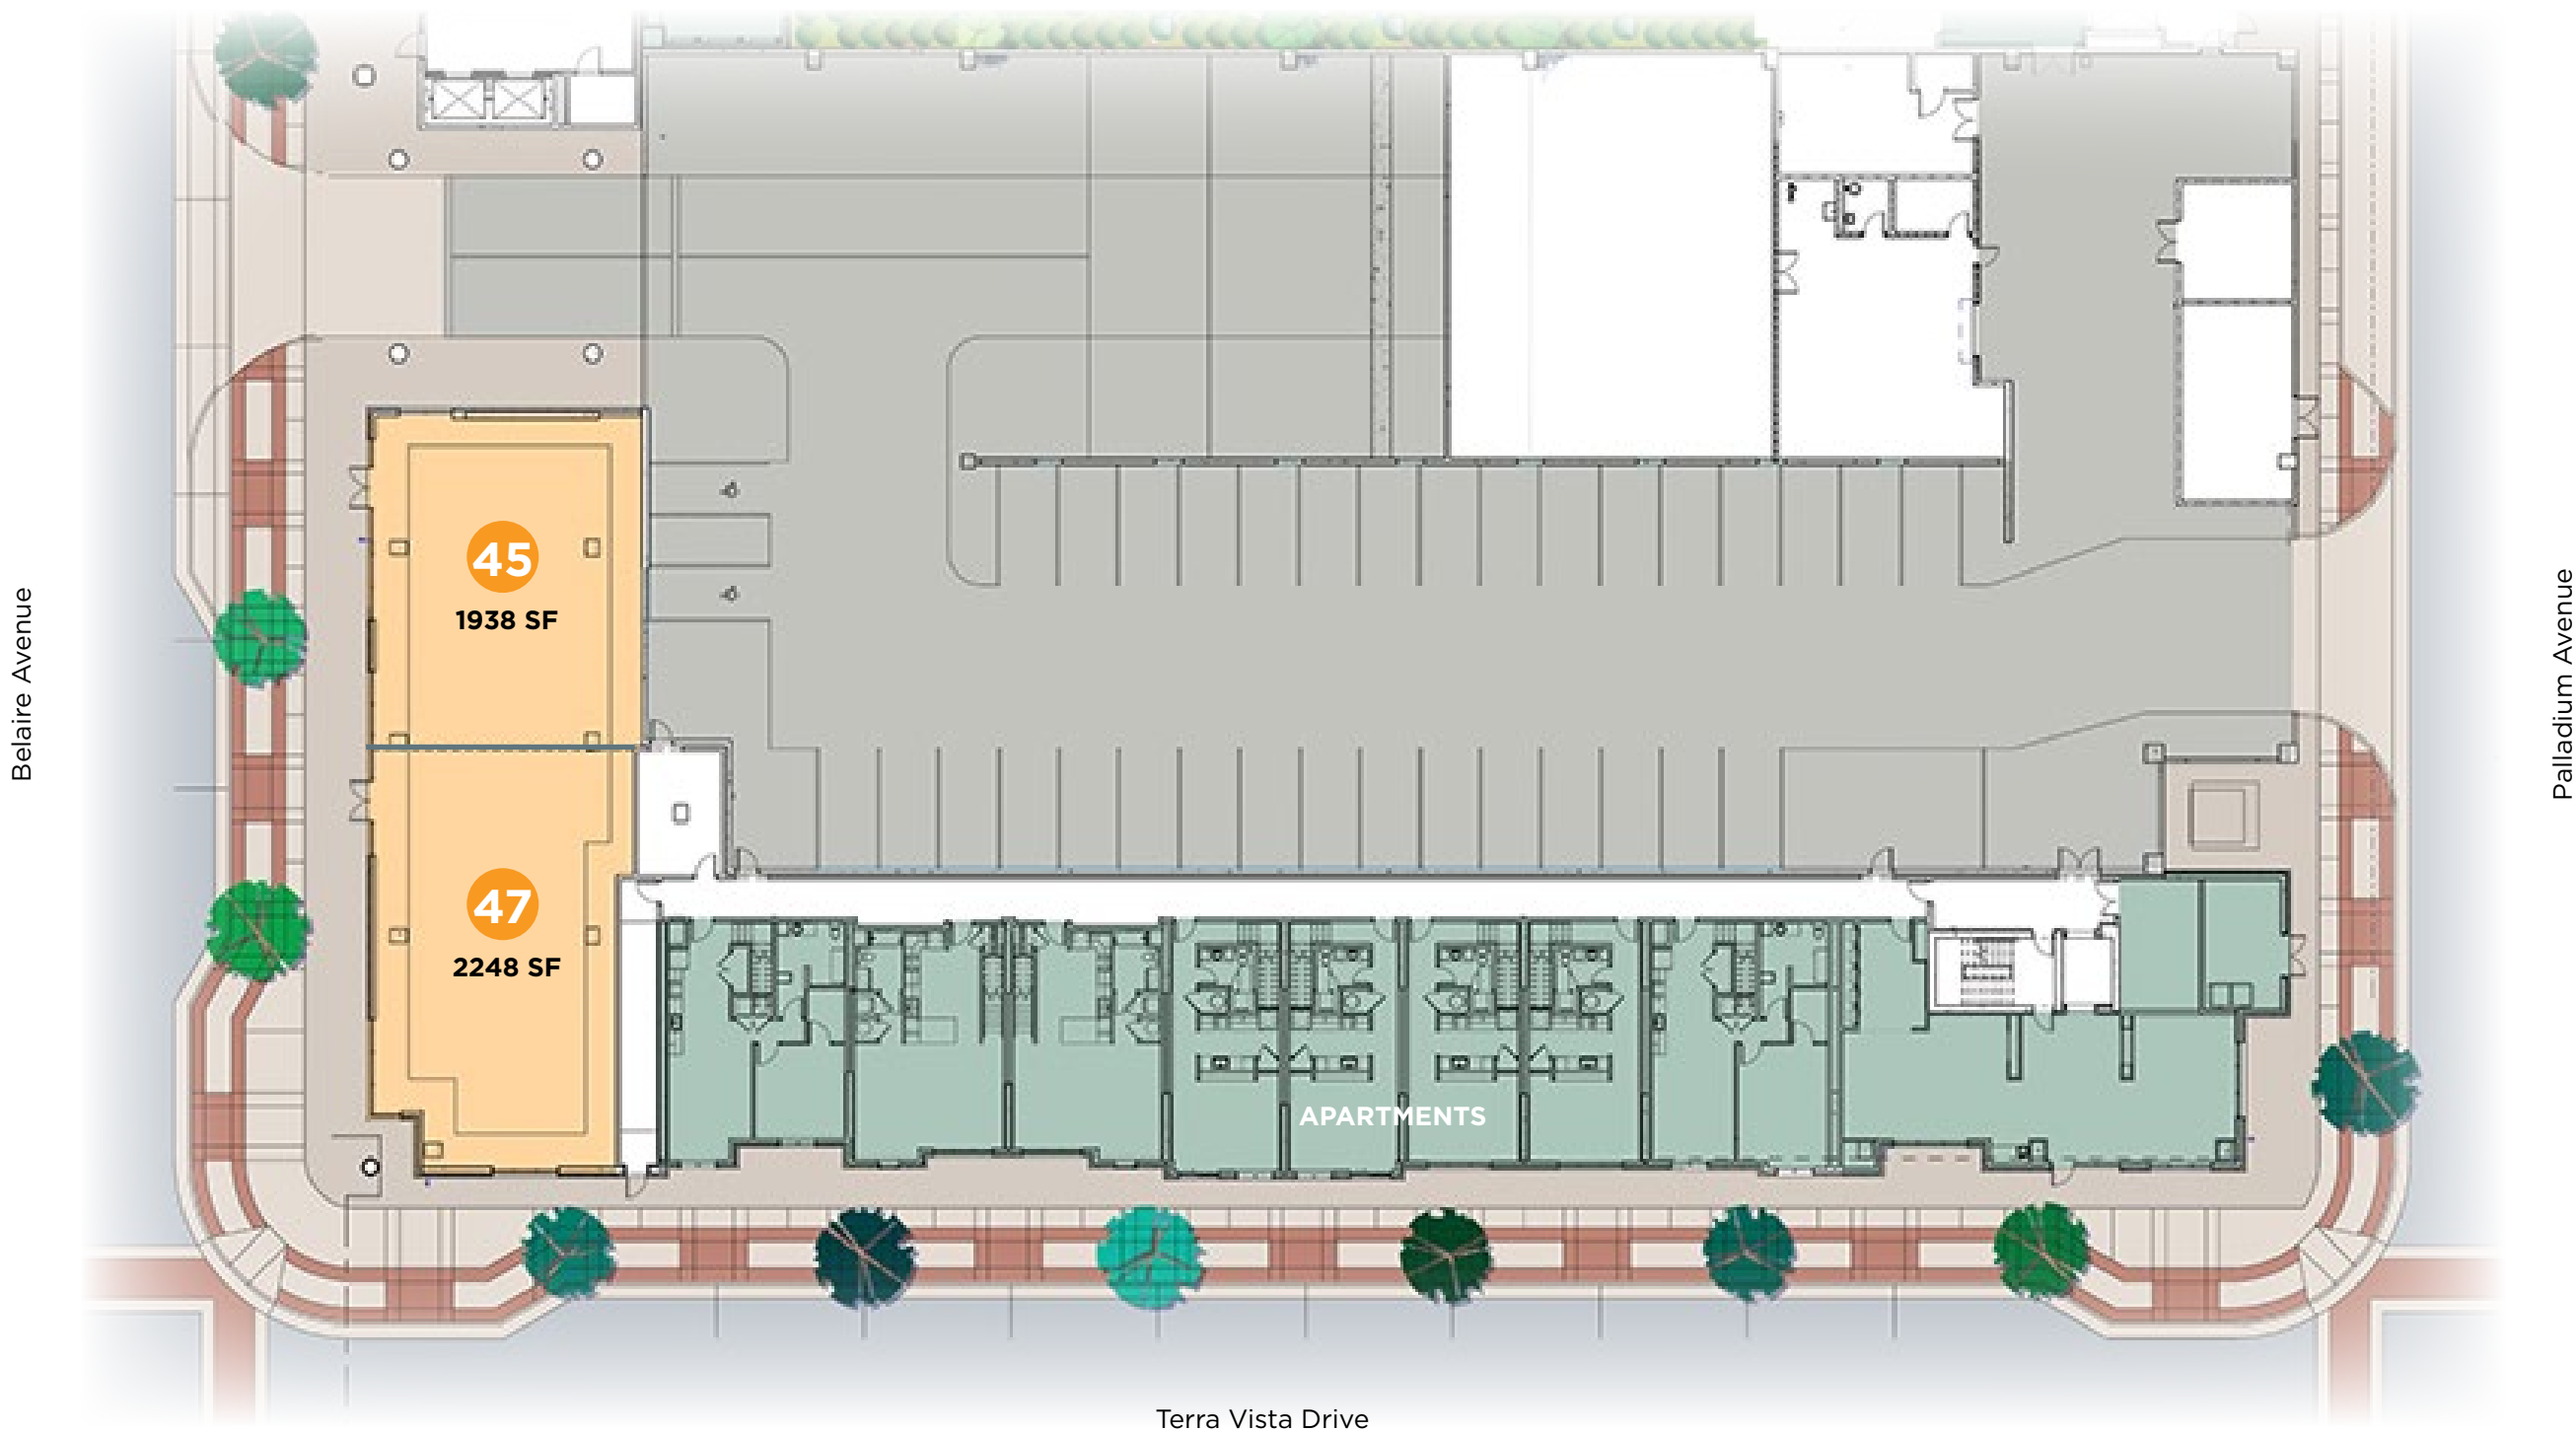 45
1938 SF
47
2248 SF
APARTMENTS
Belaire Avenue
Palladium Avenue
Terra Vista Drive